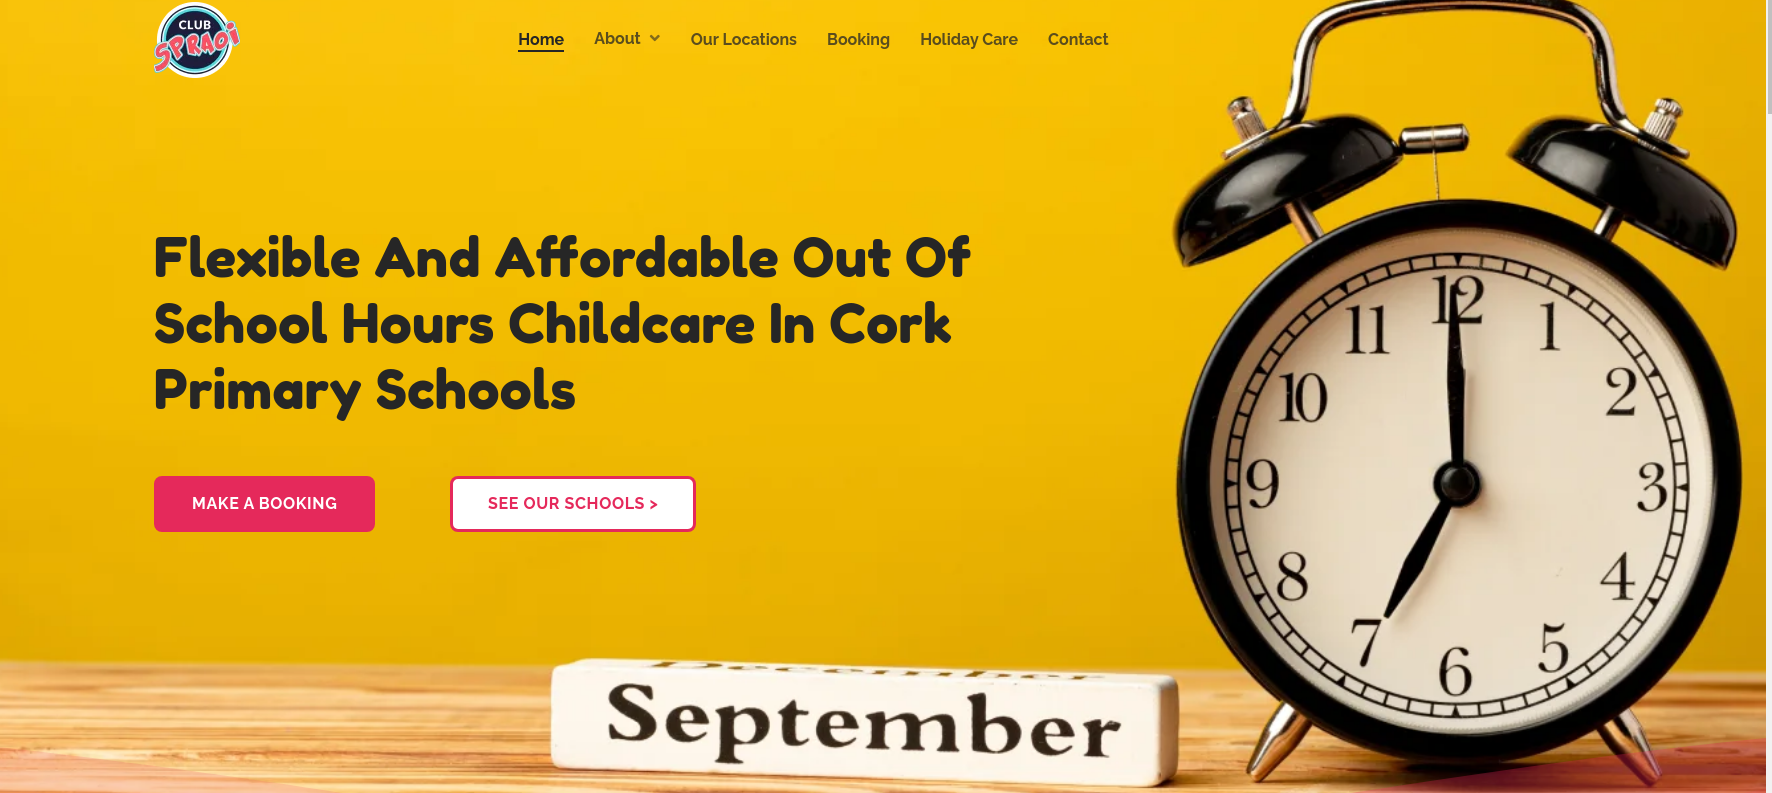 CLUB
SPRAOI
Home About Our Locations Booking Holiday Care Contact
Flexible And Affordable Out Of
School Hours Childcare In Cork
Primary Schools
MAKE A BOOKING SEE OUR SCHOOLS >
December
September
12
1
2
3
4
5
6
7
8
9
10
11